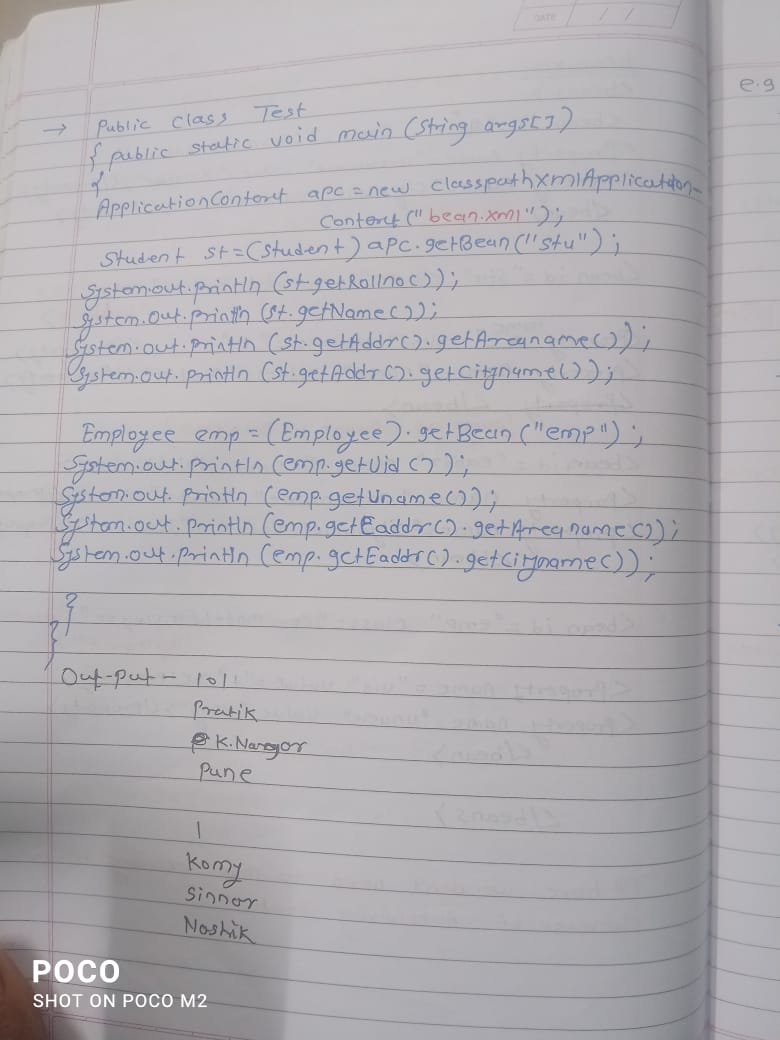 DATE / /
e.g
→ Public class Test
{ public static void main (String args[])
{
ApplicationContext apc = new classpathXmlApplication-
Context ("bean.xml");
Student st = (Student) apc.getBean ("stu");
System.out.println (st.getRollno());
System.out.println (st.getName());
System.out.println (st.getAddr().getAreaname());
System.out.println (st.getAddr().getCityname());
Employee emp = (Employee).getBean ("emp");
System.out.println (emp.getUid());
System.out.println (emp.getUname());
System.out.println (emp.getEaddr().getAreaname());
System.out.println (emp.getEaddr().getCityname());
}
}
Out-put - 101
Pratik
K.Nangor
Pune
1
Komy
Sinnar
Nashik
POCO
SHOT ON POCO M2